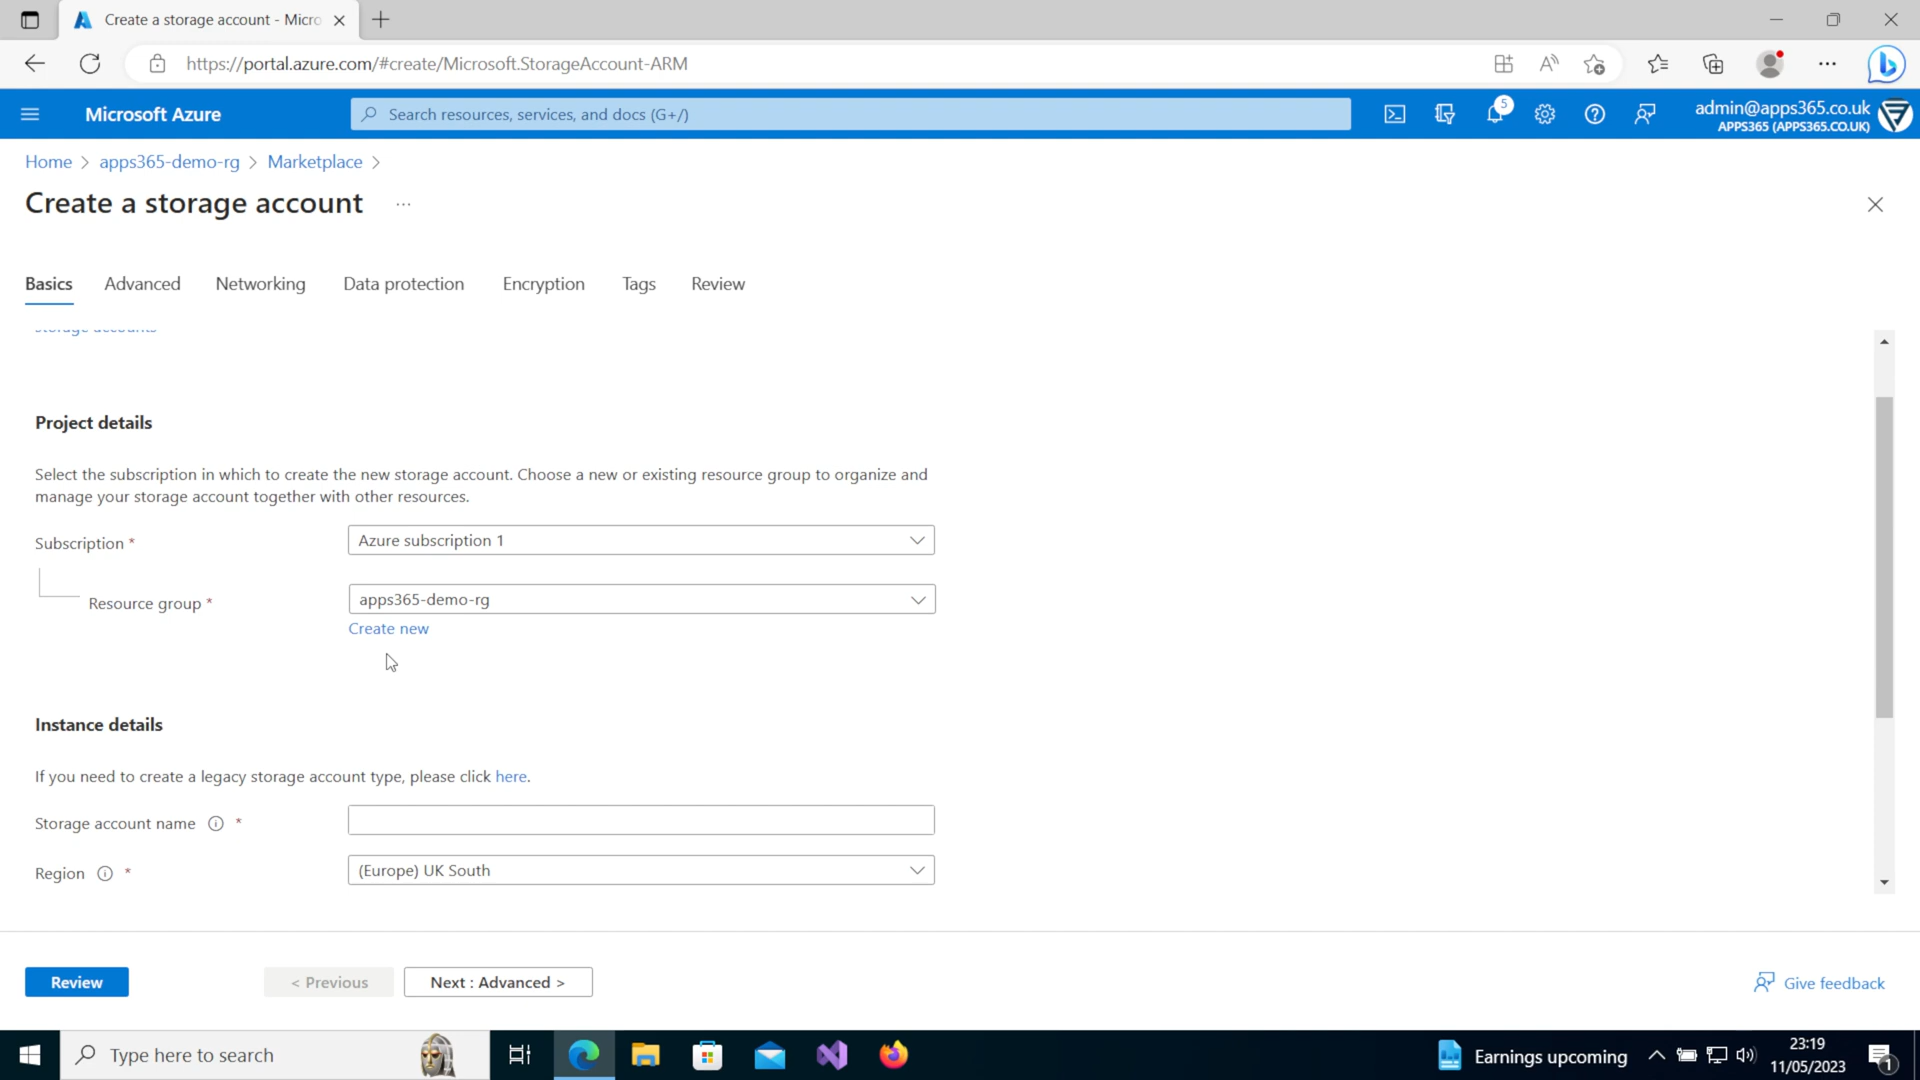 Create a storage account - Micro
https://portal.azure.com/#create/Microsoft.StorageAccount-ARM
Microsoft Azure
Search resources, services, and docs (G+/)
5
admin@apps365.co.uk
APPS365 (APPS365.CO.UK)
Home > apps365-demo-rg > Marketplace >
Create a storage account ...
Basics Advanced Networking Data protection Encryption Tags Review
storage accounts
Project details
Select the subscription in which to create the new storage account. Choose a new or existing resource group to organize and
manage your storage account together with other resources.
Subscription * Azure subscription 1
Resource group * apps365-demo-rg
Create new
Instance details
If you need to create a legacy storage account type, please click here.
Storage account name *
Region * (Europe) UK South
Review < Previous Next : Advanced > Give feedback
Type here to search
Earnings upcoming
23:19
11/05/2023
1